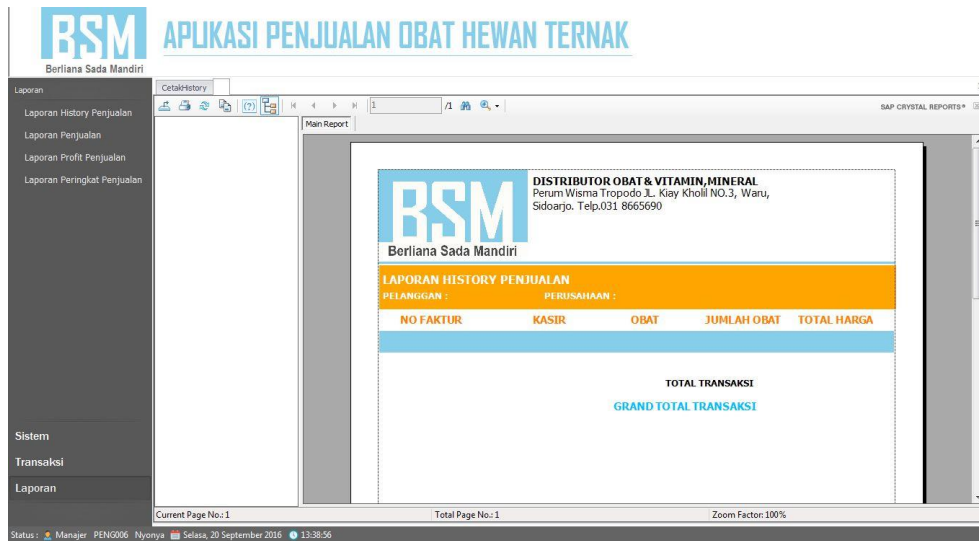 BSM
Berliana Sada Mandiri
APLIKASI PENJUALAN OBAT HEWAN TERNAK
Laporan
Laporan History Penjualan
Laporan Penjualan
Laporan Profit Penjualan
Laporan Peringkat Penjualan
Sistem
Transaksi
Laporan
CetakHistory
1 /1
SAP CRYSTAL REPORTS®
Main Report
BSM
Berliana Sada Mandiri
DISTRIBUTOR OBAT & VITAMIN,MINERAL
Perum Wisma Tropodo JL. Kiay Kholil NO.3, Waru,
Sidoarjo. Telp.031 8665690
LAPORAN HISTORY PENJUALAN
PELANGGAN : PERUSAHAAN :
NO FAKTUR KASIR OBAT JUMLAH OBAT TOTAL HARGA
TOTAL TRANSAKSI
GRAND TOTAL TRANSAKSI
Current Page No.: 1 Total Page No.: 1 Zoom Factor: 100%
Status : Manajer PENG006 Nyonya Selasa, 20 September 2016 13:38:56